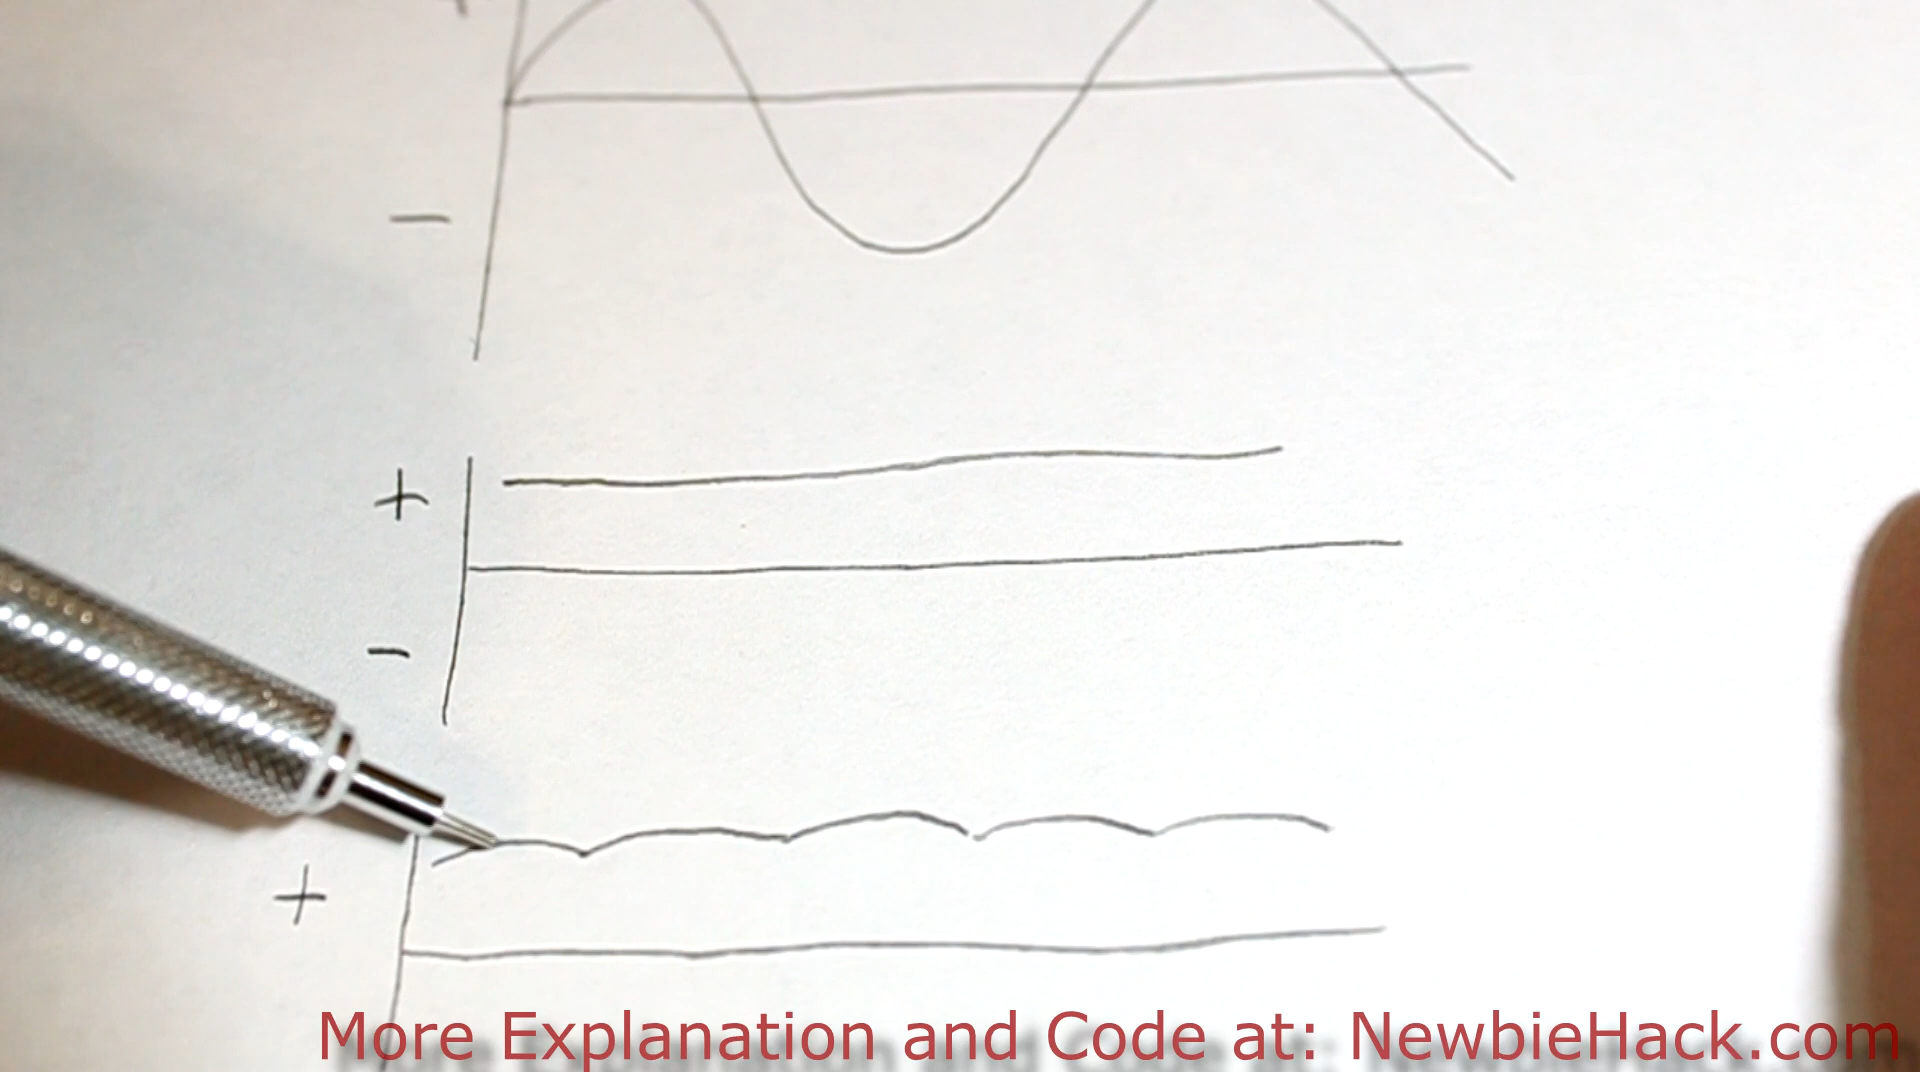 −
+
−
+
More Explanation and Code at: NewbieHack.com